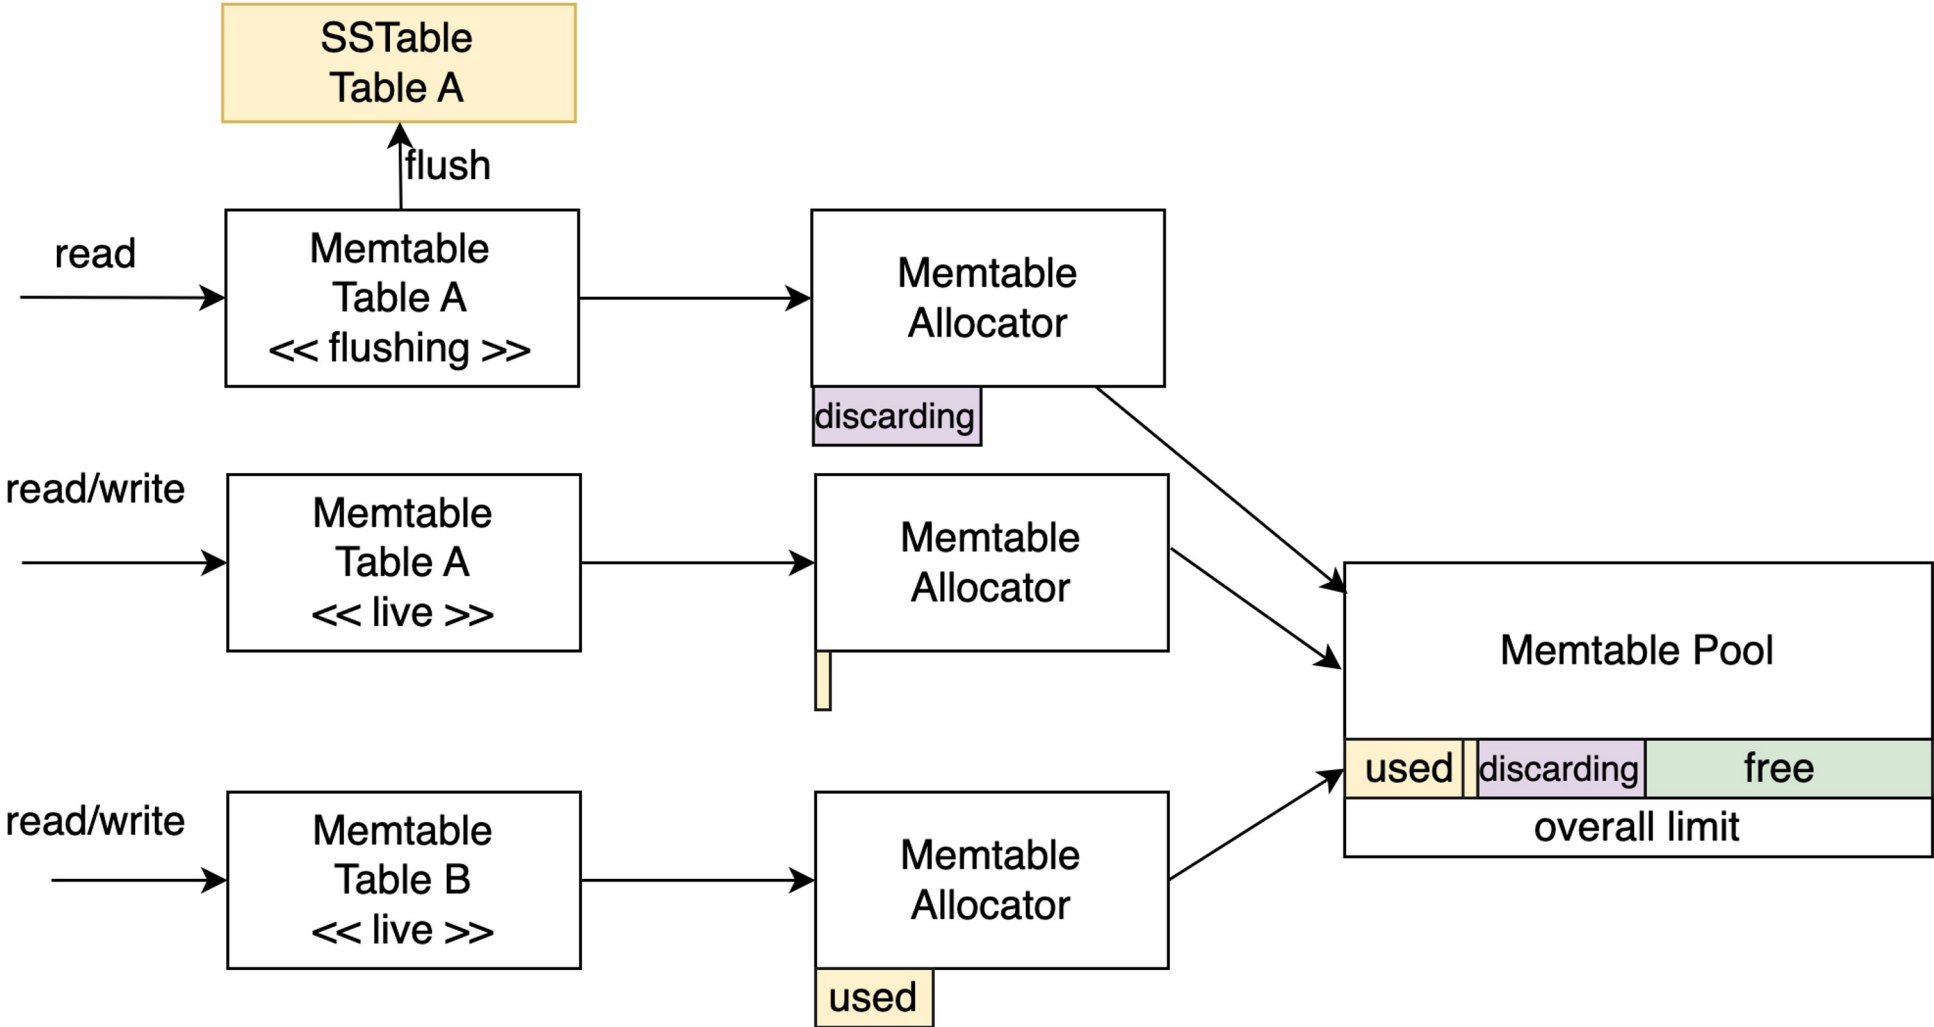 SSTable
Table A
flush
read
Memtable
Table A
<< flushing >>
Memtable
Allocator
discarding
read/write
Memtable
Table A
<< live >>
Memtable
Allocator
Memtable Pool
used
discarding
free
overall limit
read/write
Memtable
Table B
<< live >>
Memtable
Allocator
used